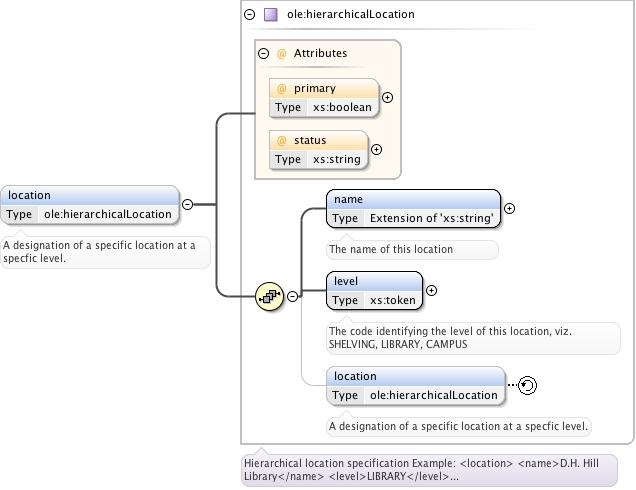 ole:hierarchicalLocation
@ Attributes
@ primary
Type xs:boolean
@ status
Type xs:string
location
Type ole:hierarchicalLocation
A designation of a specific location at a
specfic level.
name
Type Extension of 'xs:string'
The name of this location
level
Type xs:token
The code identifying the level of this location, viz.
SHELVING, LIBRARY, CAMPUS
location
Type ole:hierarchicalLocation
A designation of a specific location at a specfic level.
Hierarchical location specification Example: <location> <name>D.H. Hill
Library</name> <level>LIBRARY</level>...